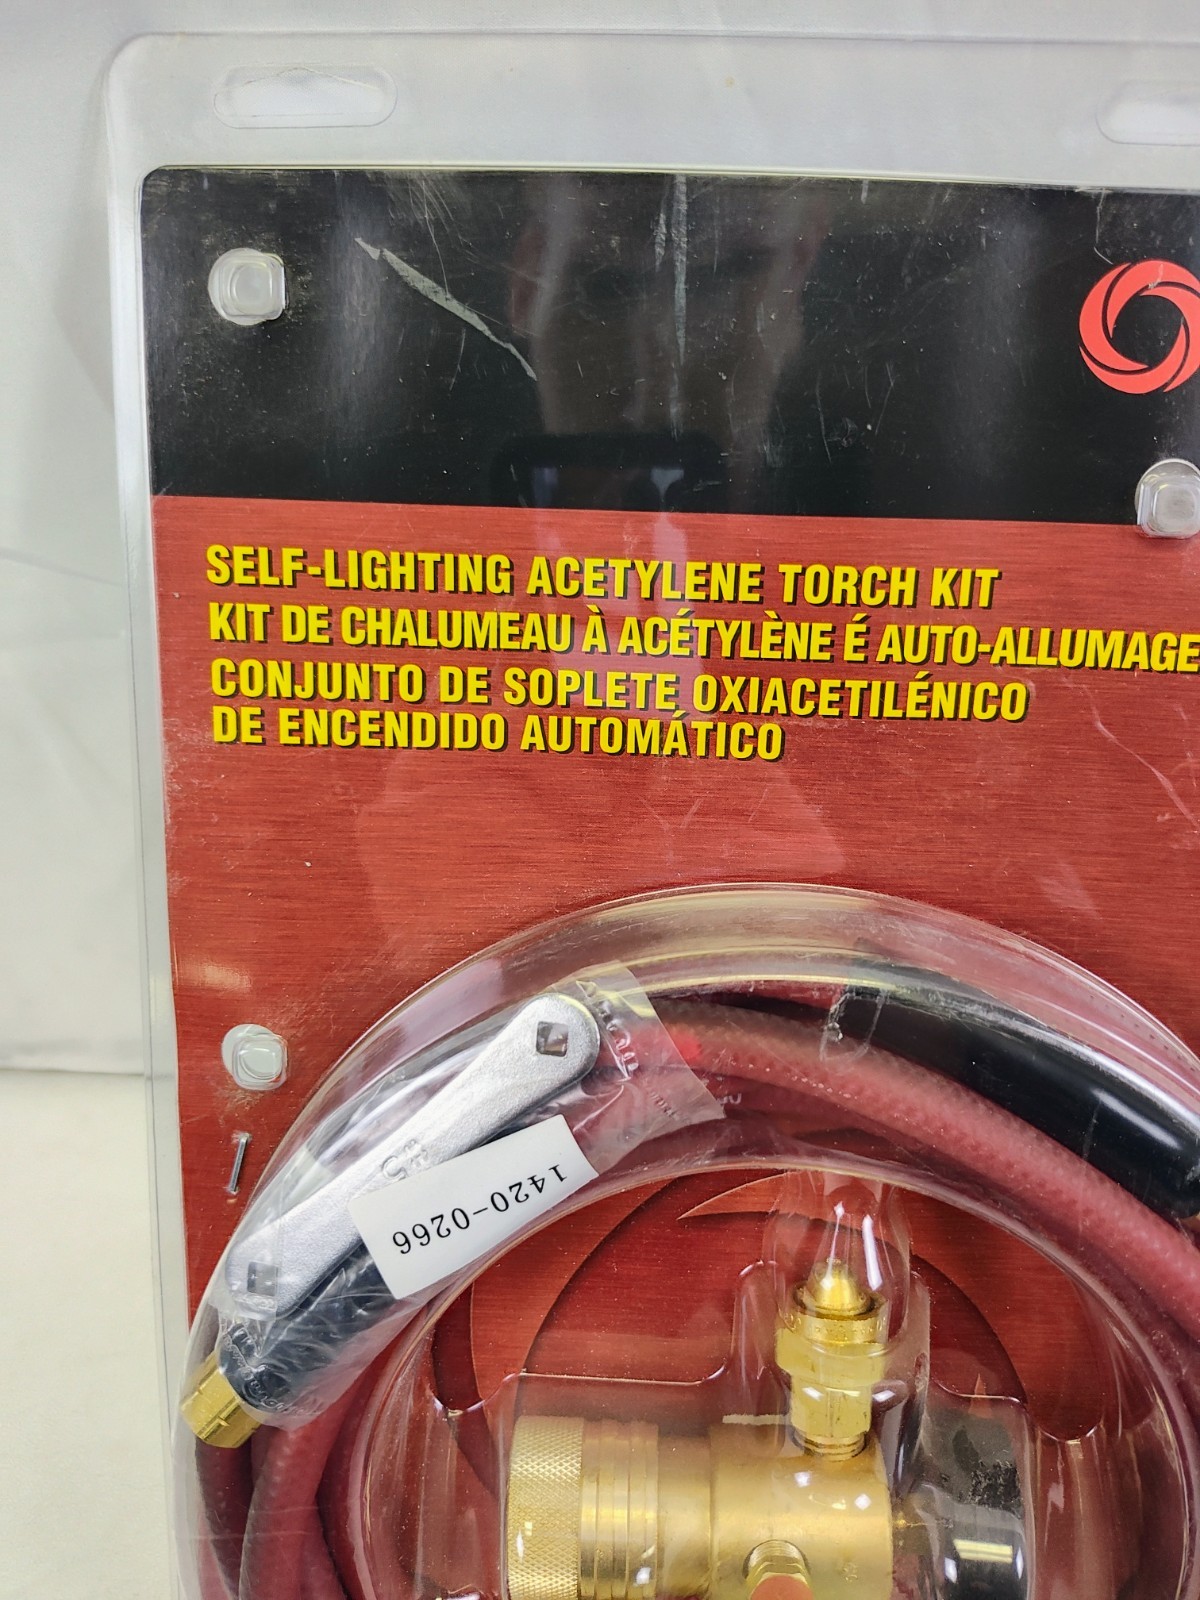 SELF-LIGHTING ACETYLENE TORCH KIT
KIT DE CHALUMEAU À ACÉTYLÈNE É AUTO-ALLUMAGE
CONJUNTO DE SOPLETE OXIACETILÉNICO
DE ENCENDIDO AUTOMÁTICO
1420-0266